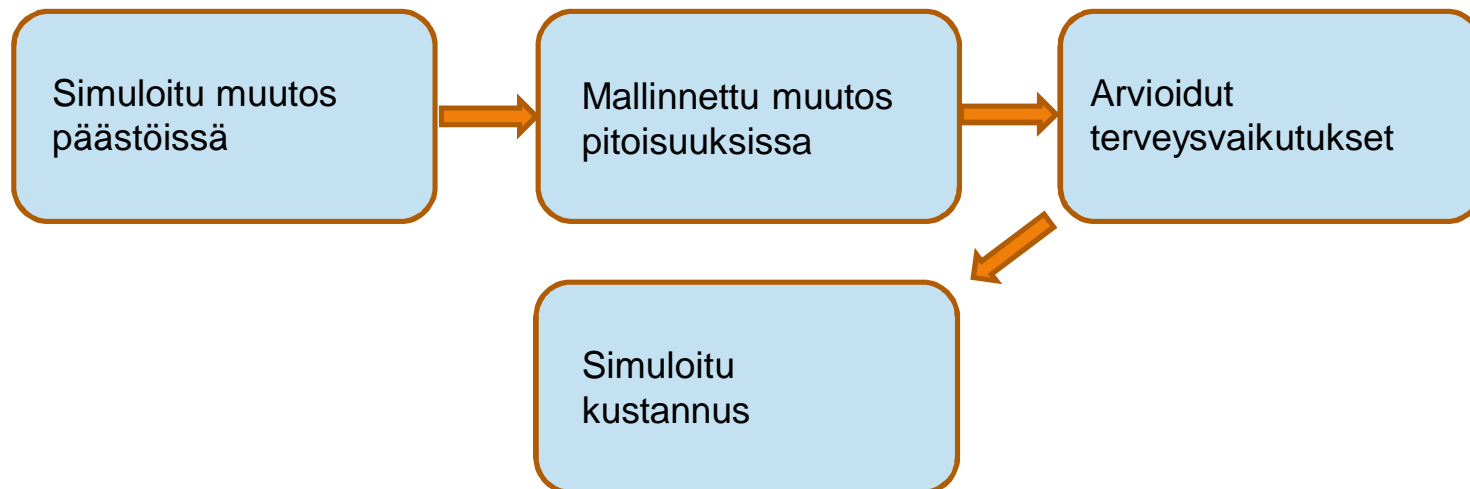 Simuloitu muutos
päästöissä
Mallinnettu muutos
pitoisuuksissa
Arvioidut
terveysvaikutukset
Simuloitu
kustannus